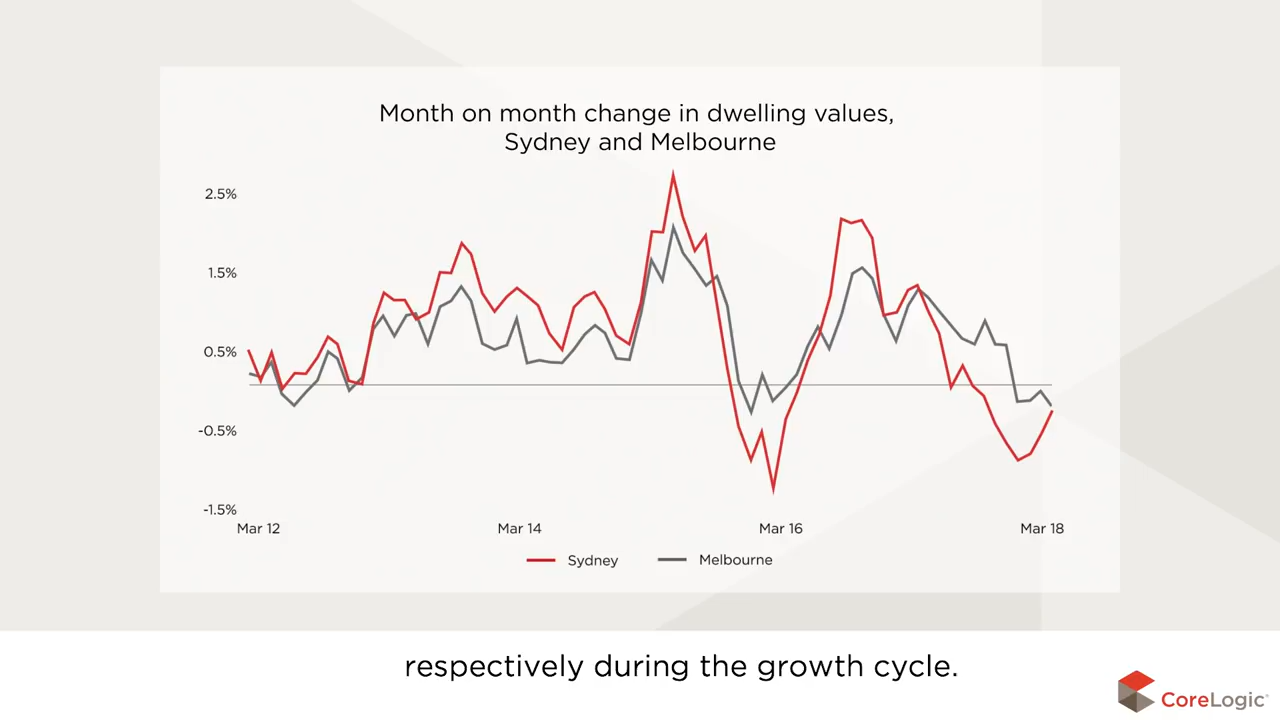 Month on month change in dwelling values,
Sydney and Melbourne
2.5%
1.5%
0.5%
-0.5%
-1.5%
Mar 12 Mar 14 Mar 16 Mar 18
Sydney Melbourne
respectively during the growth cycle.
CoreLogic